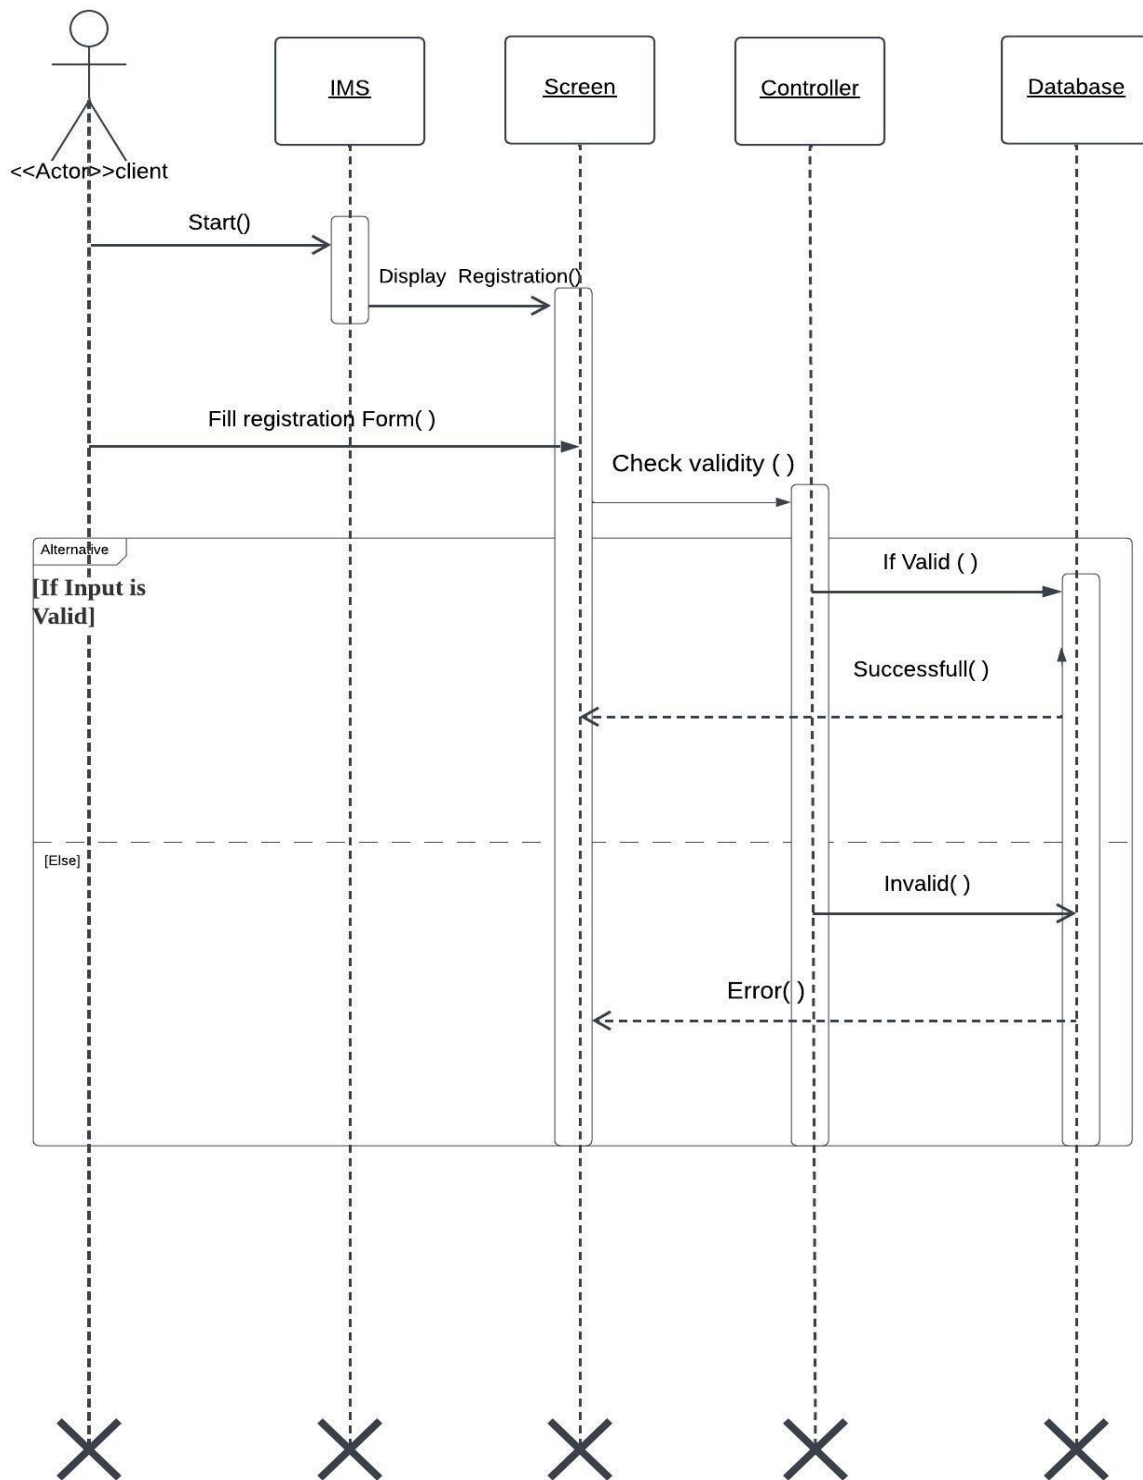 IMS
Screen
Controller
Database
<<Actor>>client
Start()
Display Registration()
Fill registration Form( )
Check validity ( )
Alternative
[If Input is
Valid]
If Valid ( )
Successfull( )
[Else]
Invalid( )
Error( )